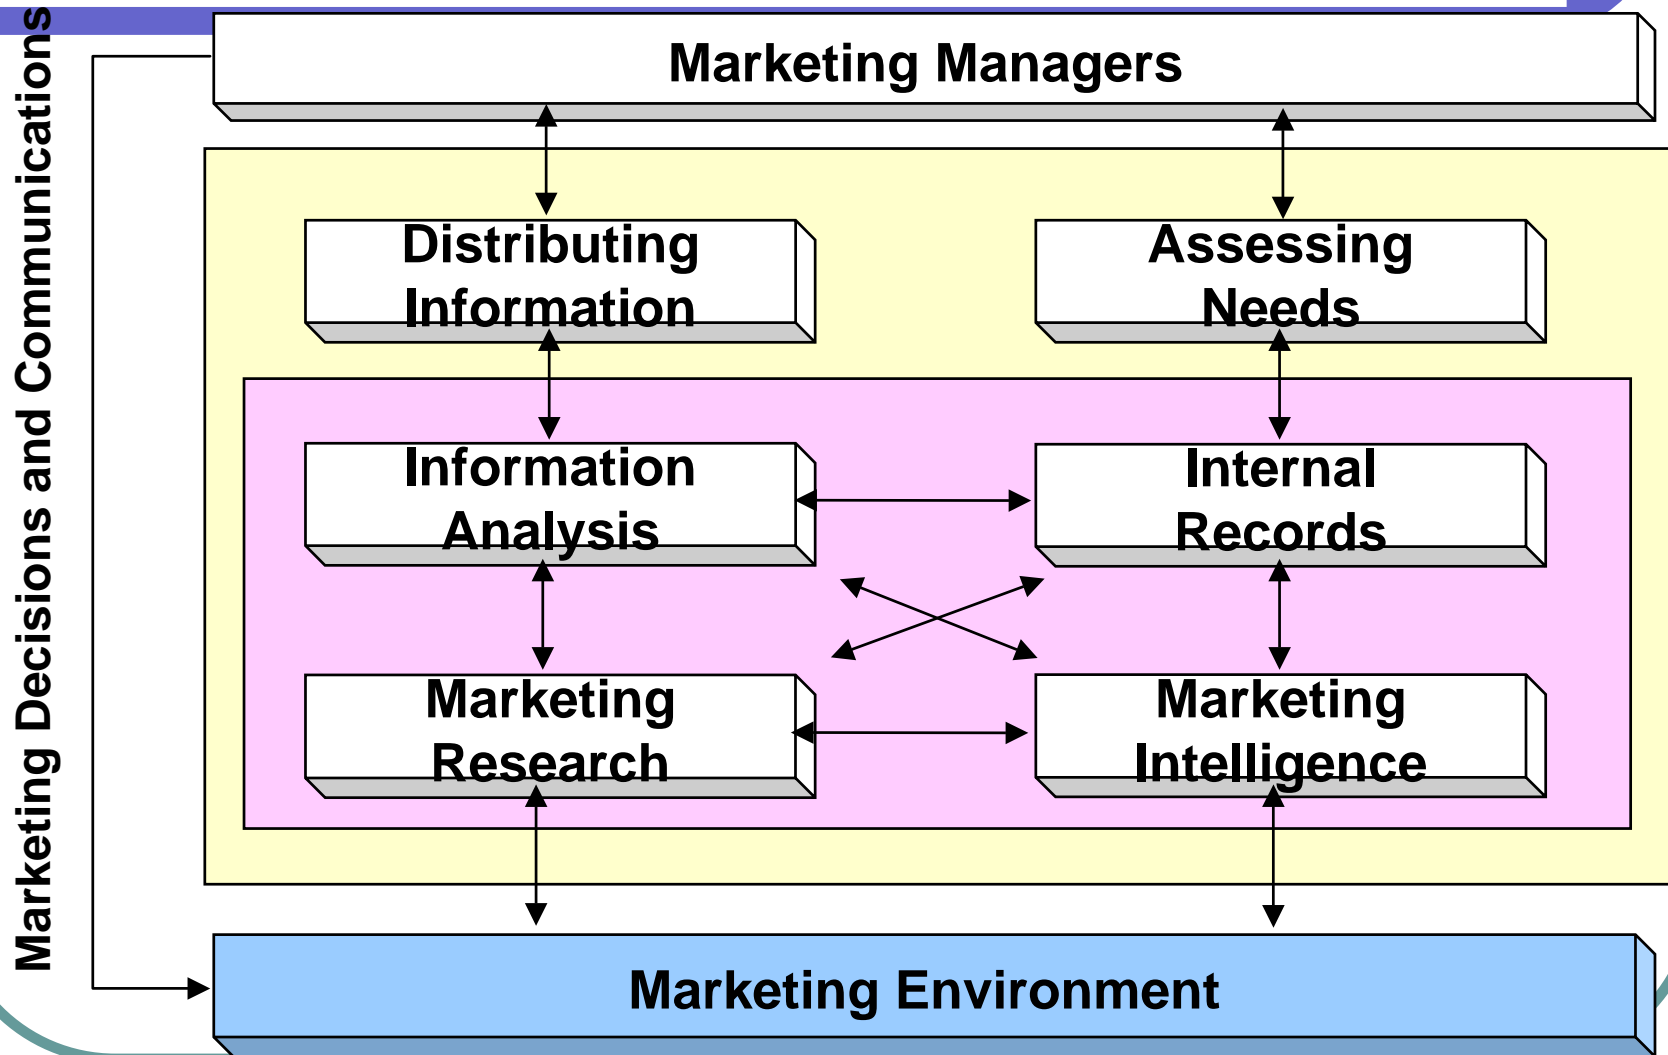 Marketing Decisions and Communications
Marketing Managers
Distributing
Information
Assessing
Needs
Information
Analysis
Internal
Records
Marketing
Research
Marketing
Intelligence
Marketing Environment